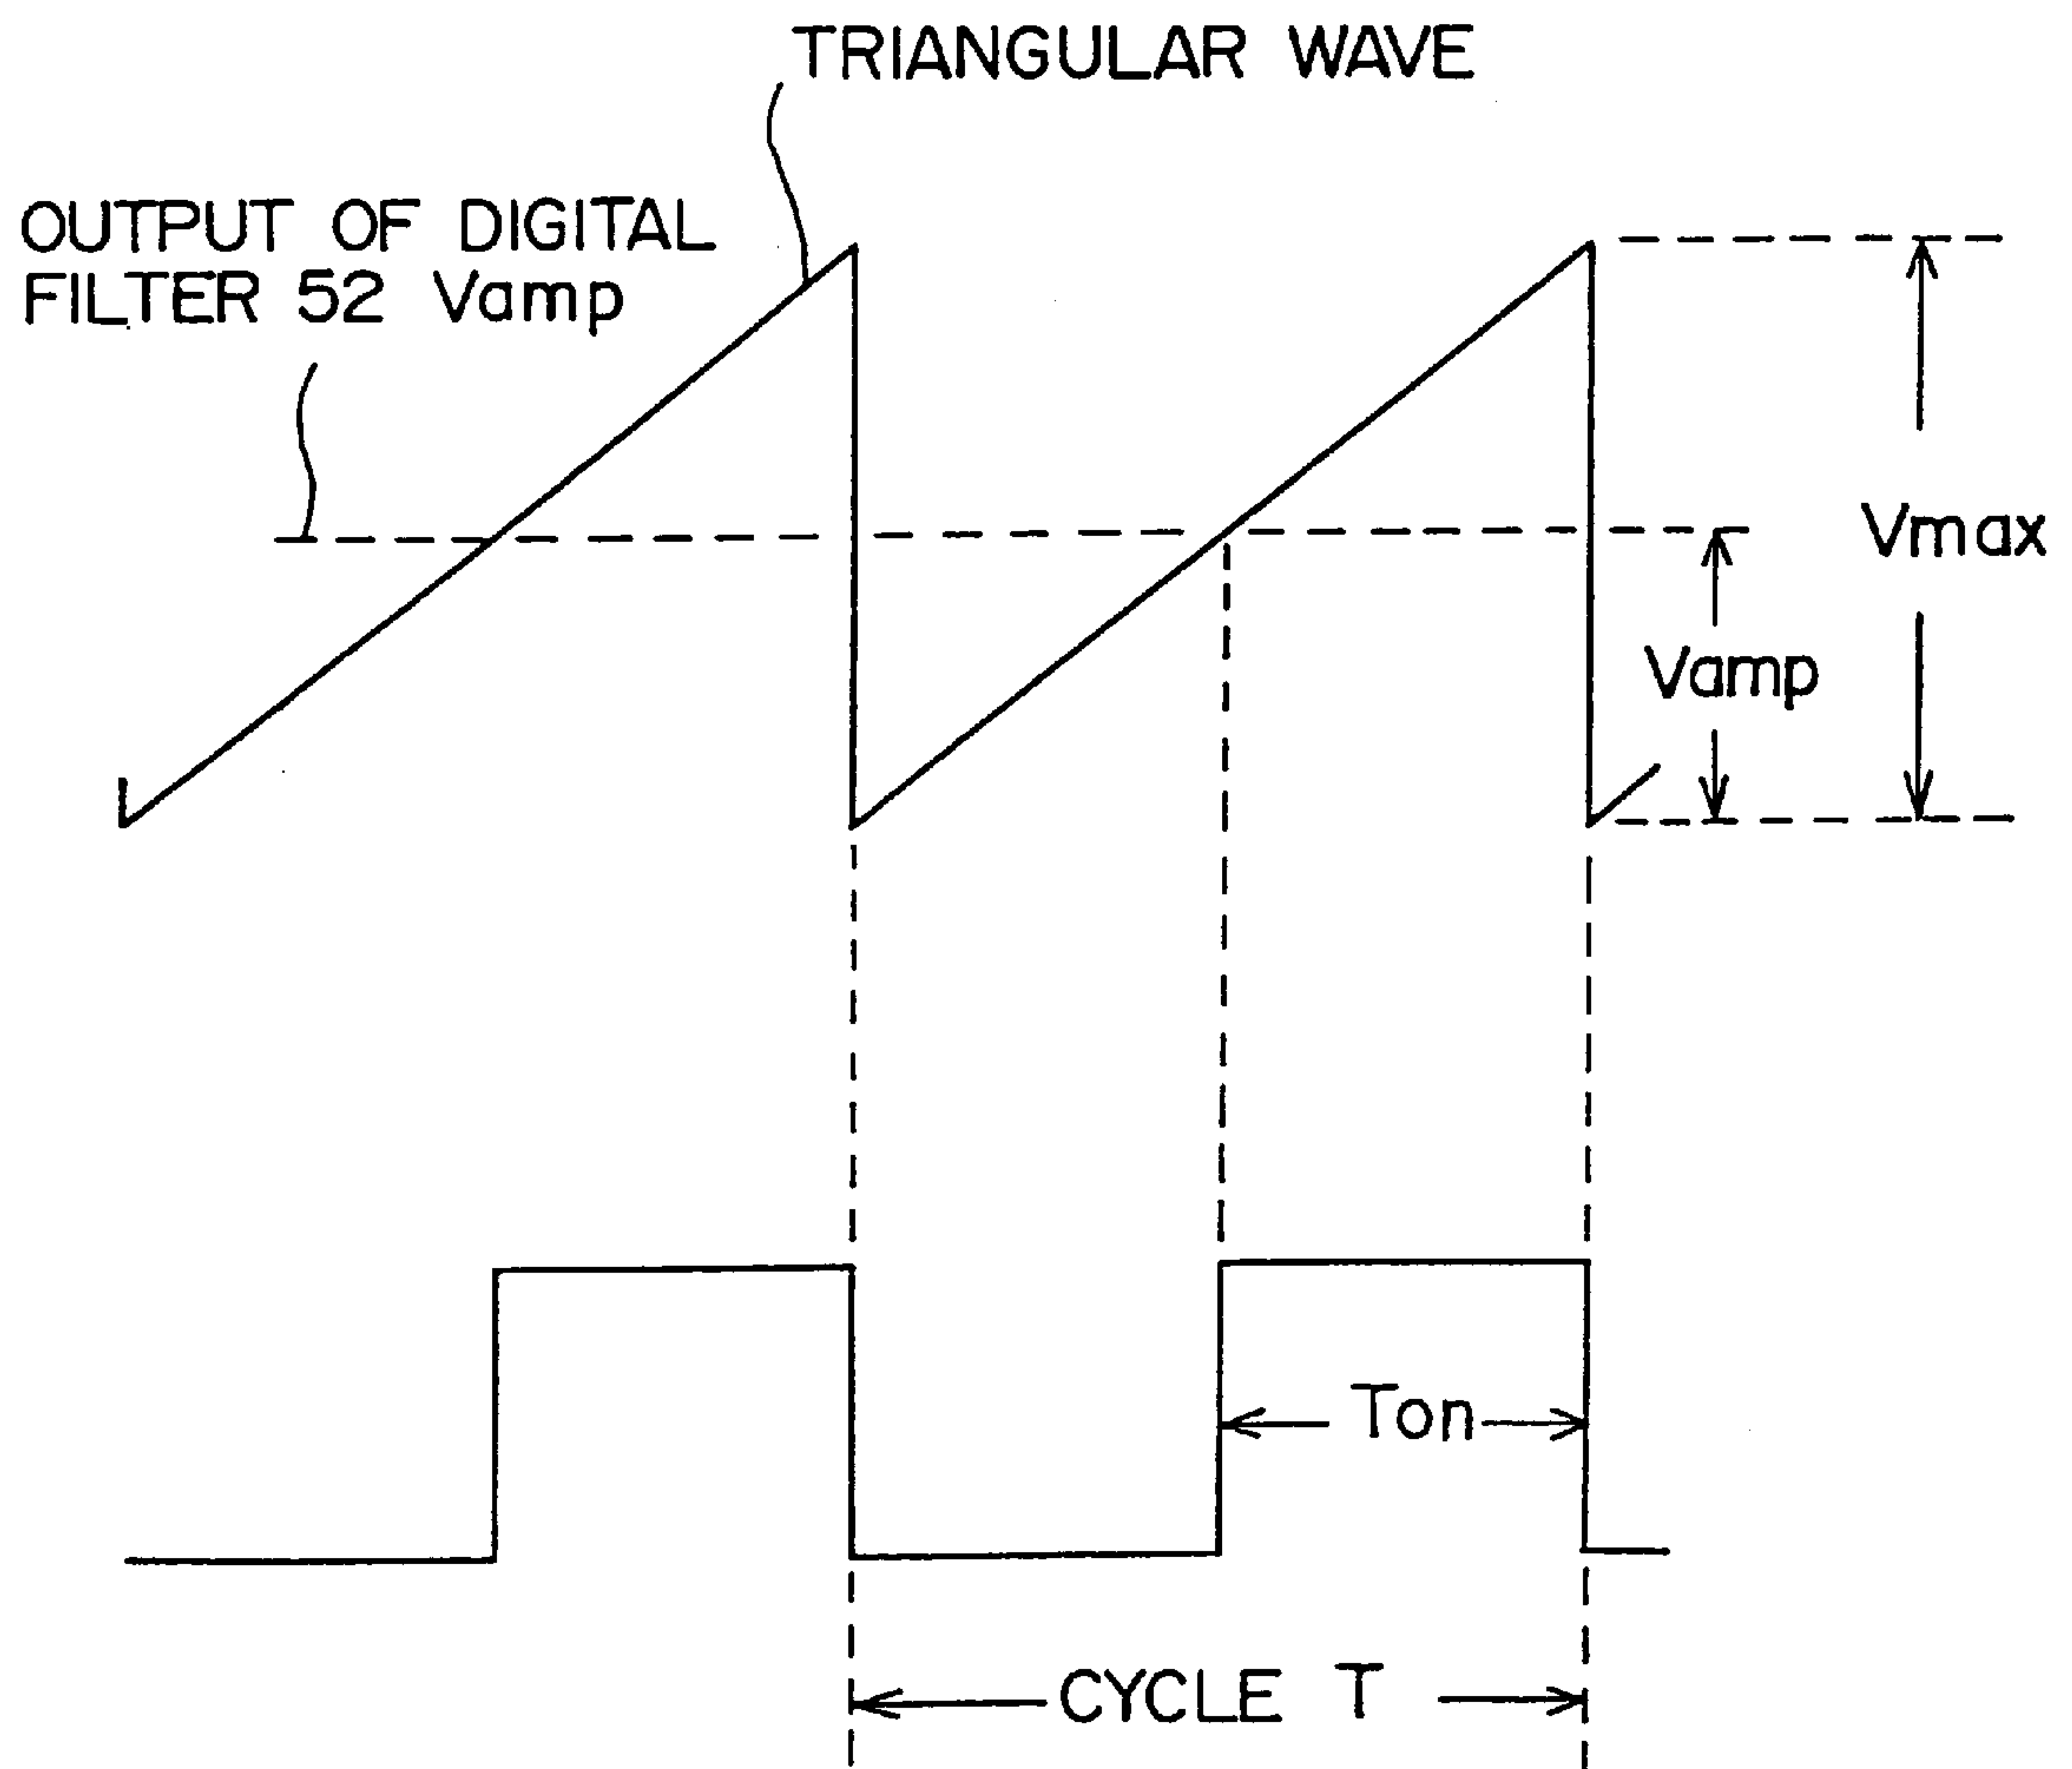 TRIANGULAR WAVE
OUTPUT OF DIGITAL
FILTER 52 Vamp
Vmax
Vamp
Ton
CYCLE T